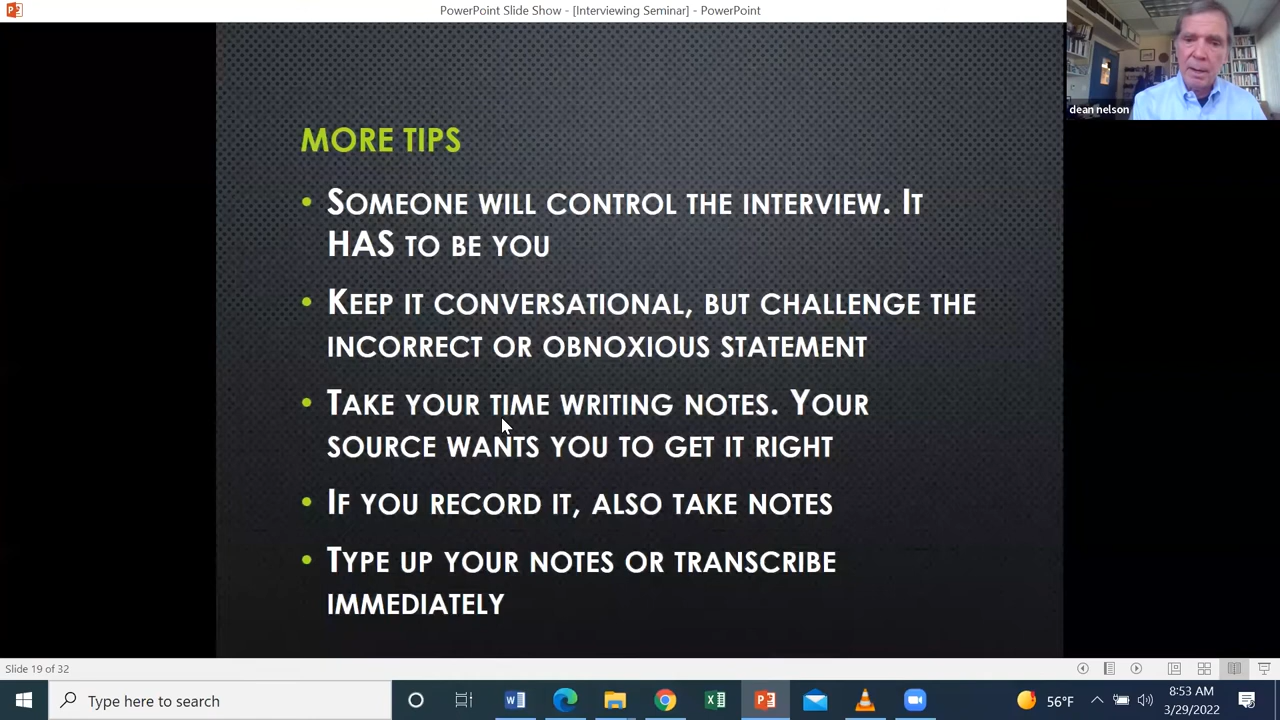 PowerPoint Slide Show - [Interviewing Seminar] - PowerPoint
dean nelson
MORE TIPS
• SOMEONE WILL CONTROL THE INTERVIEW. IT
HAS TO BE YOU
• KEEP IT CONVERSATIONAL, BUT CHALLENGE THE
INCORRECT OR OBNOXIOUS STATEMENT
• TAKE YOUR TIME WRITING NOTES. YOUR
SOURCE WANTS YOU TO GET IT RIGHT
• IF YOU RECORD IT, ALSO TAKE NOTES
• TYPE UP YOUR NOTES OR TRANSCRIBE
IMMEDIATELY
Slide 19 of 32
Type here to search
56°F
8:53 AM
3/29/2022